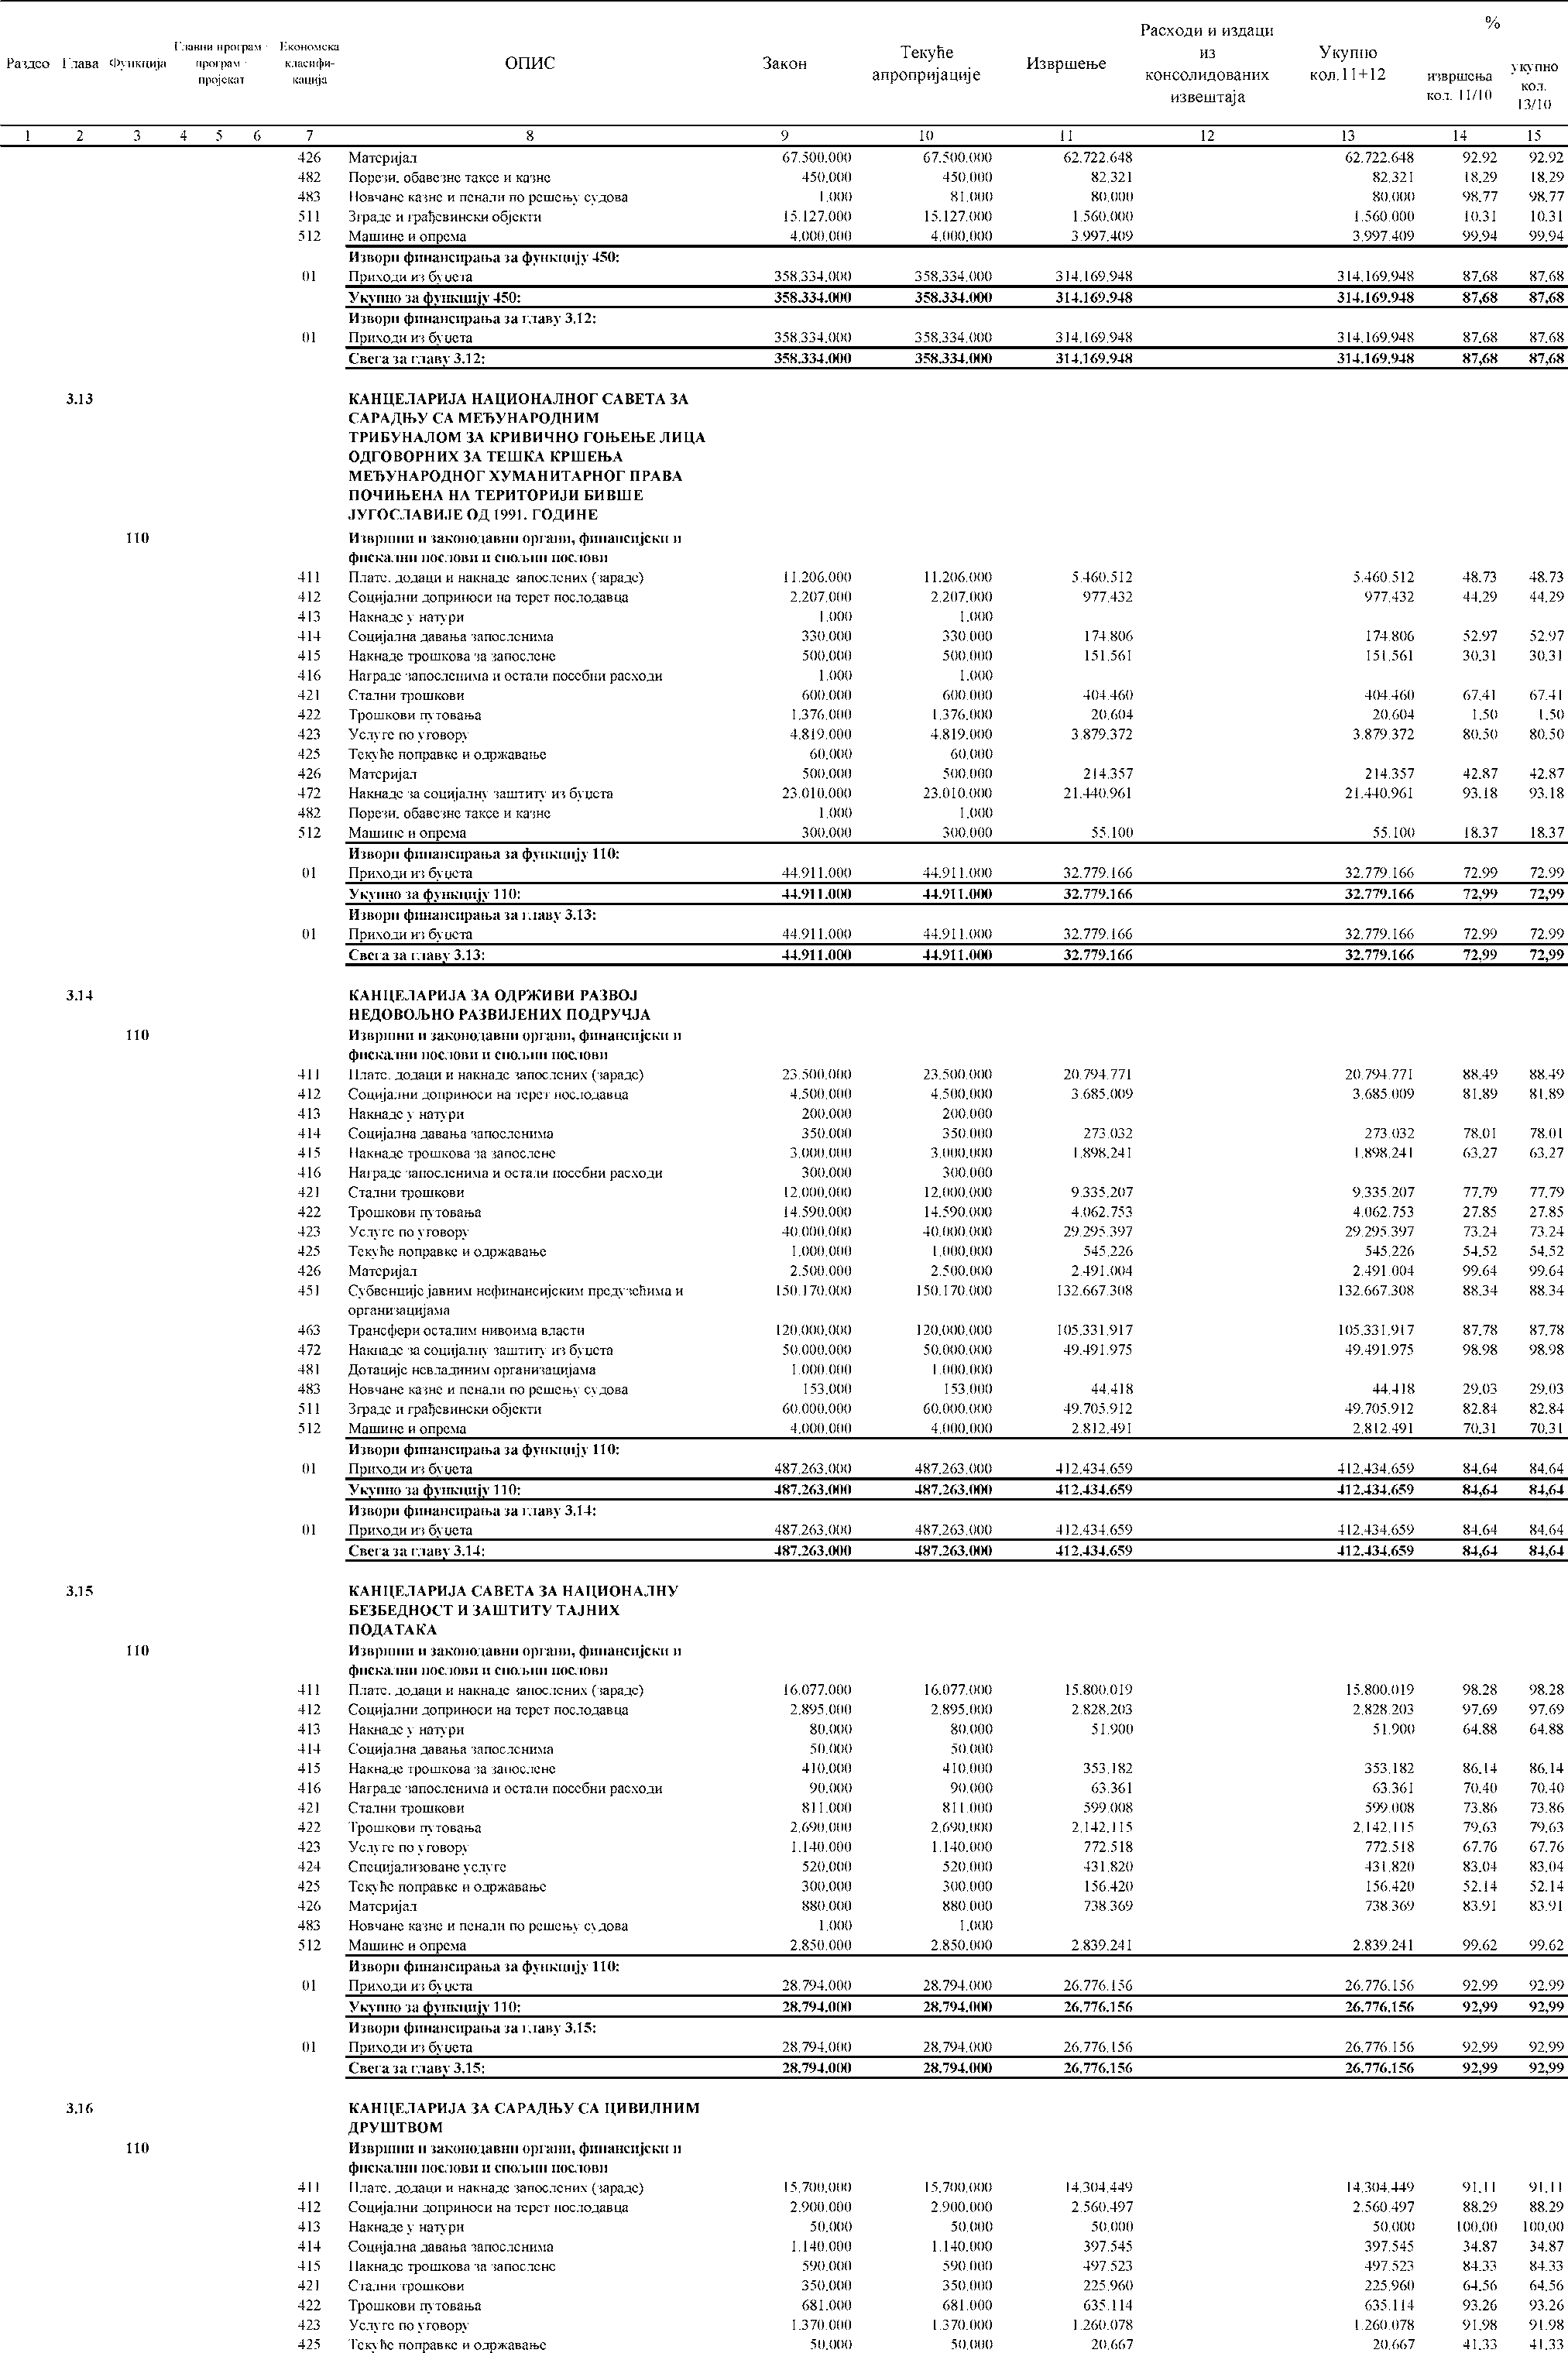 Раздео Глава Функција Главни програм - програм - пројекат Економска класифи-кација ОПИС Закон Текуће апропријације Извршење Расходи и издаци из консолидованих извештаја Укупно кол.11+12 % извршења кол. 11/10 укупно кол. 13/10
1 2 3 4 5 6 7 8 9 10 11 12 13 14 15
426 Материјал 67.500.000 67.500.000 62.722.648 62.722.648 92,92 92,92
482 Порези, обавезне таксе и казне 450.000 450.000 82.321 82.321 18,29 18,29
483 Новчане казне и пенали по решењу судова 1.000 81.000 80.000 80.000 98,77 98,77
511 Зграде и грађевински објекти 15.127.000 15.127.000 1.560.000 1.560.000 10,31 10,31
512 Машине и опрема 4.000.000 4.000.000 3.997.409 3.997.409 99,94 99,94
Извори финансирања за функцију 450:
01 Приходи из буџета 358.334.000 358.334.000 314.169.948 314.169.948 87,68 87,68
Укупно за функцију 450: 358.334.000 358.334.000 314.169.948 314.169.948 87,68 87,68
Извори финансирања за главу 3.12:
01 Приходи из буџета 358.334.000 358.334.000 314.169.948 314.169.948 87,68 87,68
Свега за главу 3.12: 358.334.000 358.334.000 314.169.948 314.169.948 87,68 87,68
3.13 КАНЦЕЛАРИЈА НАЦИОНАЛНОГ САВЕТА ЗА
САРАДЊУ СА МЕЂУНАРОДНИМ
ТРИБУНАЛОМ ЗА КРИВИЧНО ГОЊЕЊЕ ЛИЦА
ОДГОВОРНИХ ЗА ТЕШКА КРШЕЊА
МЕЂУНАРОДНОГ ХУМАНИТАРНОГ ПРАВА
ПОЧИЊЕНА НА ТЕРИТОРИЈИ БИВШЕ
ЈУГОСЛАВИЈЕ ОД 1991. ГОДИНЕ
110 Извршни и законодавни органи, финансијски и
фискални послови и спољни послови
411 Плате, додаци и накнаде запослених (зараде) 11.206.000 11.206.000 5.460.512 5.460.512 48,73 48,73
412 Социјални доприноси на терет послодавца 2.207.000 2.207.000 977.432 977.432 44,29 44,29
413 Накнаде у натури 1.000 1.000
414 Социјална давања запосленима 330.000 330.000 174.806 174.806 52,97 52,97
415 Накнаде трошкова за запослене 500.000 500.000 151.561 151.561 30,31 30,31
416 Награде запосленима и остали посебни расходи 1.000 1.000
421 Стални трошкови 600.000 600.000 404.460 404.460 67,41 67,41
422 Трошкови путовања 1.376.000 1.376.000 20.604 20.604 1,50 1,50
423 Услуге по уговору 4.819.000 4.819.000 3.879.372 3.879.372 80,50 80,50
425 Текуће поправке и одржавање 60.000 60.000
426 Материјал 500.000 500.000 214.357 214.357 42,87 42,87
472 Накнаде за социјалну заштиту из буџета 23.010.000 23.010.000 21.440.961 21.440.961 93,18 93,18
482 Порези, обавезне таксе и казне 1.000 1.000
512 Машине и опрема 300.000 300.000 55.100 55.100 18,37 18,37
Извори финансирања за функцију 110:
01 Приходи из буџета 44.911.000 44.911.000 32.779.166 32.779.166 72,99 72,99
Укупно за функцију 110: 44.911.000 44.911.000 32.779.166 32.779.166 72,99 72,99
Извори финансирања за главу 3.13:
01 Приходи из буџета 44.911.000 44.911.000 32.779.166 32.779.166 72,99 72,99
Свега за главу 3.13: 44.911.000 44.911.000 32.779.166 32.779.166 72,99 72,99
3.14 КАНЦЕЛАРИЈА ЗА ОДРЖИВИ РАЗВОЈ
НЕДОВОЉНО РАЗВИЈЕНИХ ПОДРУЧЈА
110 Извршни и законодавни органи, финансијски и
фискални послови и спољни послови
411 Плате, додаци и накнаде запослених (зараде) 23.500.000 23.500.000 20.794.771 20.794.771 88,49 88,49
412 Социјални доприноси на терет послодавца 4.500.000 4.500.000 3.685.009 3.685.009 81,89 81,89
413 Накнаде у натури 200.000 200.000
414 Социјална давања запосленима 350.000 350.000 273.032 273.032 78,01 78,01
415 Накнаде трошкова за запослене 3.000.000 3.000.000 1.898.241 1.898.241 63,27 63,27
416 Награде запосленима и остали посебни расходи 300.000 300.000
421 Стални трошкови 12.000.000 12.000.000 9.335.207 9.335.207 77,79 77,79
422 Трошкови путовања 14.590.000 14.590.000 4.062.753 4.062.753 27,85 27,85
423 Услуге по уговору 40.000.000 40.000.000 29.295.397 29.295.397 73,24 73,24
425 Текуће поправке и одржавање 1.000.000 1.000.000 545.226 545.226 54,52 54,52
426 Материјал 2.500.000 2.500.000 2.491.004 2.491.004 99,64 99,64
451 Субвенције јавним нефинансијским предузећима и 150.170.000 150.170.000 132.667.308 132.667.308 88,34 88,34
организацијама
463 Трансфери осталим нивоима власти 120.000.000 120.000.000 105.331.917 105.331.917 87,78 87,78
472 Накнаде за социјалну заштиту из буџета 50.000.000 50.000.000 49.491.975 49.491.975 98,98 98,98
481 Дотације невладиним организацијама 1.000.000 1.000.000
483 Новчане казне и пенали по решењу судова 153.000 153.000 44.418 44.418 29,03 29,03
511 Зграде и грађевински објекти 60.000.000 60.000.000 49.705.912 49.705.912 82,84 82,84
512 Машине и опрема 4.000.000 4.000.000 2.812.491 2.812.491 70,31 70,31
Извори финансирања за функцију 110:
01 Приходи из буџета 487.263.000 487.263.000 412.434.659 412.434.659 84,64 84,64
Укупно за функцију 110: 487.263.000 487.263.000 412.434.659 412.434.659 84,64 84,64
Извори финансирања за главу 3.14:
01 Приходи из буџета 487.263.000 487.263.000 412.434.659 412.434.659 84,64 84,64
Свега за главу 3.14: 487.263.000 487.263.000 412.434.659 412.434.659 84,64 84,64
3.15 КАНЦЕЛАРИЈА САВЕТА ЗА НАЦИОНАЛНУ
БЕЗБЕДНОСТ И ЗАШТИТУ ТАЈНИХ
ПОДАТАКА
110 Извршни и законодавни органи, финансијски и
фискални послови и спољни послови
411 Плате, додаци и накнаде запослених (зараде) 16.077.000 16.077.000 15.800.019 15.800.019 98,28 98,28
412 Социјални доприноси на терет послодавца 2.895.000 2.895.000 2.828.203 2.828.203 97,69 97,69
413 Накнаде у натури 80.000 80.000 51.900 51.900 64,88 64,88
414 Социјална давања запосленима 50.000 50.000
415 Накнаде трошкова за запослене 410.000 410.000 353.182 353.182 86,14 86,14
416 Награде запосленима и остали посебни расходи 90.000 90.000 63.361 63.361 70,40 70,40
421 Стални трошкови 811.000 811.000 599.008 599.008 73,86 73,86
422 Трошкови путовања 2.690.000 2.690.000 2.142.115 2.142.115 79,63 79,63
423 Услуге по уговору 1.140.000 1.140.000 772.518 772.518 67,76 67,76
424 Специјализоване услуге 520.000 520.000 431.820 431.820 83,04 83,04
425 Текуће поправке и одржавање 300.000 300.000 156.420 156.420 52,14 52,14
426 Материјал 880.000 880.000 738.369 738.369 83,91 83,91
483 Новчане казне и пенали по решењу судова 1.000 1.000
512 Машине и опрема 2.850.000 2.850.000 2.839.241 2.839.241 99,62 99,62
Извори финансирања за функцију 110:
01 Приходи из буџета 28.794.000 28.794.000 26.776.156 26.776.156 92,99 92,99
Укупно за функцију 110: 28.794.000 28.794.000 26.776.156 26.776.156 92,99 92,99
Извори финансирања за главу 3.15:
01 Приходи из буџета 28.794.000 28.794.000 26.776.156 26.776.156 92,99 92,99
Свега за главу 3.15: 28.794.000 28.794.000 26.776.156 26.776.156 92,99 92,99
3.16 КАНЦЕЛАРИЈА ЗА САРАДЊУ СА ЦИВИЛНИМ
ДРУШТВОМ
110 Извршни и законодавни органи, финансијски и
фискални послови и спољни послови
411 Плате, додаци и накнаде запослених (зараде) 15.700.000 15.700.000 14.304.449 14.304.449 91,11 91,11
412 Социјални доприноси на терет послодавца 2.900.000 2.900.000 2.560.497 2.560.497 88,29 88,29
413 Накнаде у натури 50.000 50.000 50.000 50.000 100,00 100,00
414 Социјална давања запосленима 1.140.000 1.140.000 397.545 397.545 34,87 34,87
415 Накнаде трошкова за запослене 590.000 590.000 497.523 497.523 84,33 84,33
421 Стални трошкови 350.000 350.000 225.960 225.960 64,56 64,56
422 Трошкови путовања 681.000 681.000 635.114 635.114 93,26 93,26
423 Услуге по уговору 1.370.000 1.370.000 1.260.078 1.260.078 91,98 91,98
425 Текуће поправке и одржавање 50.000 50.000 20.667 20.667 41,33 41,33